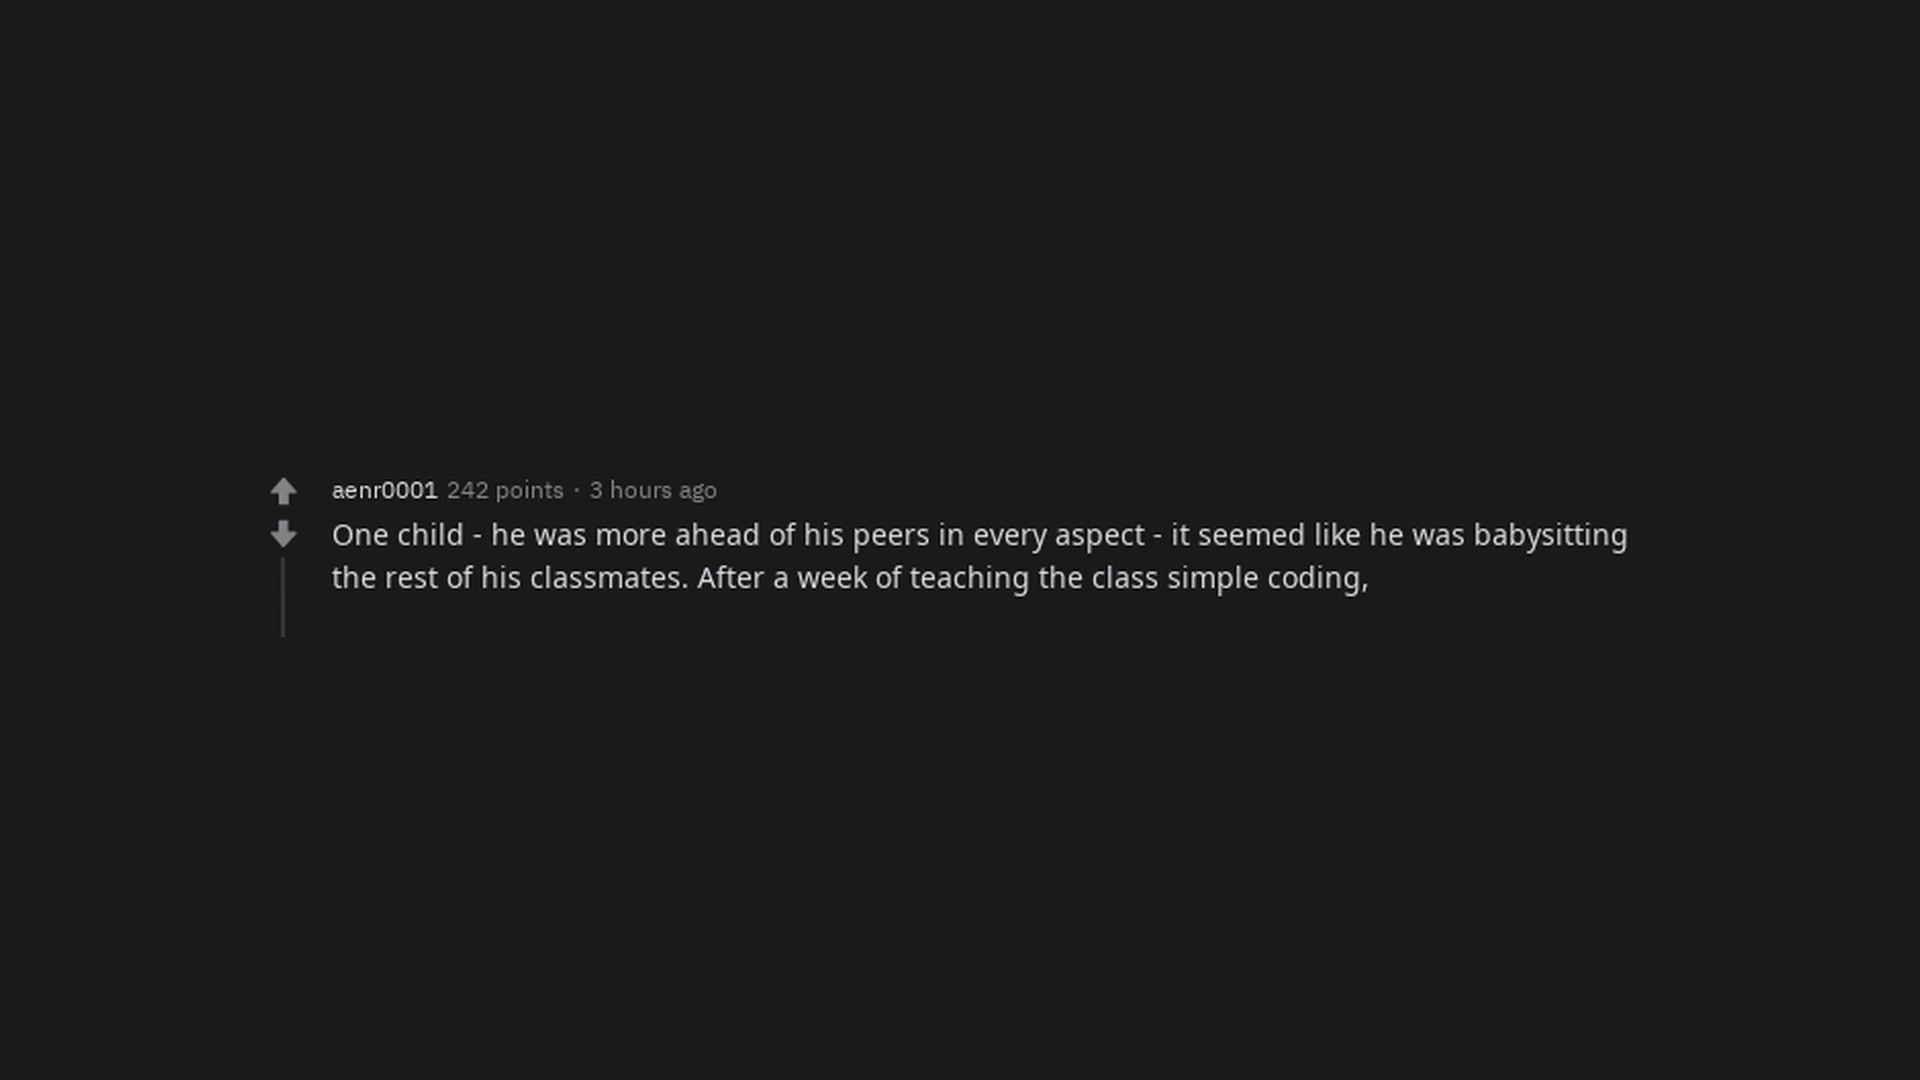 aenr0001 242 points · 3 hours ago
One child - he was more ahead of his peers in every aspect - it seemed like he was babysitting
the rest of his classmates. After a week of teaching the class simple coding,